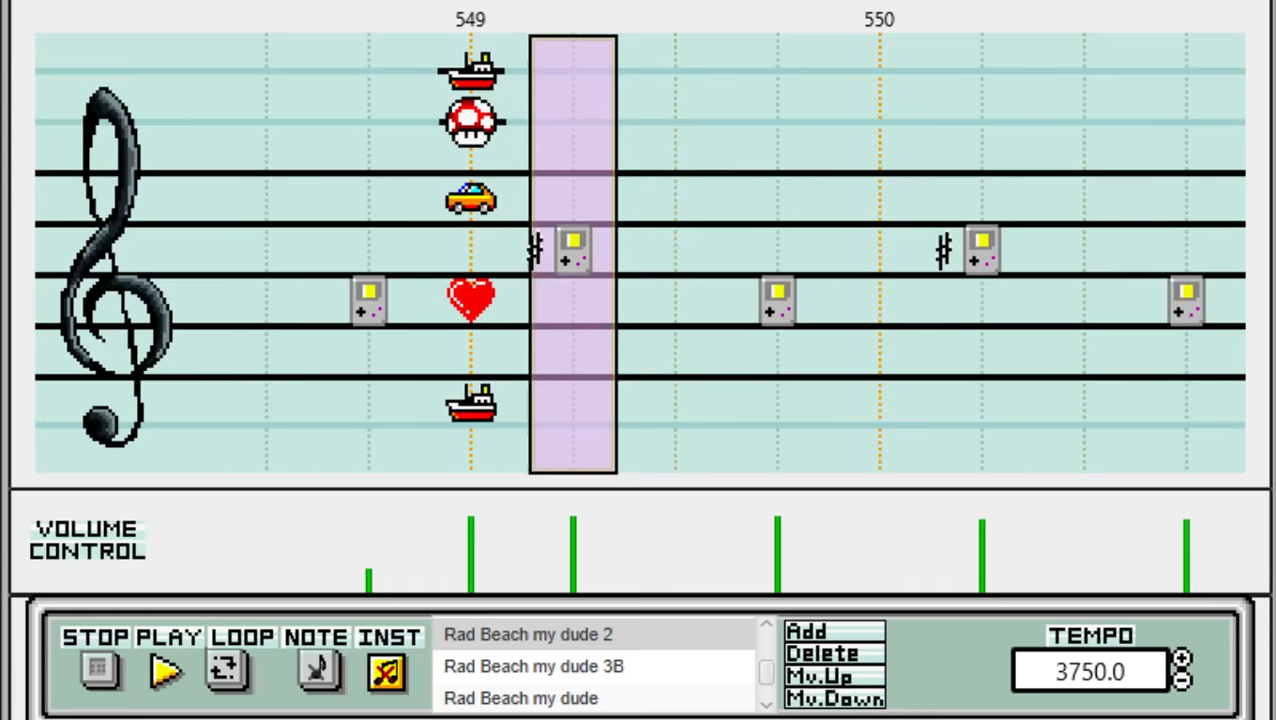 549 550
VOLUME
CONTROL
STOP PLAY LOOP NOTE INST
Rad Beach my dude 2
Rad Beach my dude 3B
Rad Beach my dude
Add
Delete
Mv.Up
Mv.Down
TEMPO
3750.0